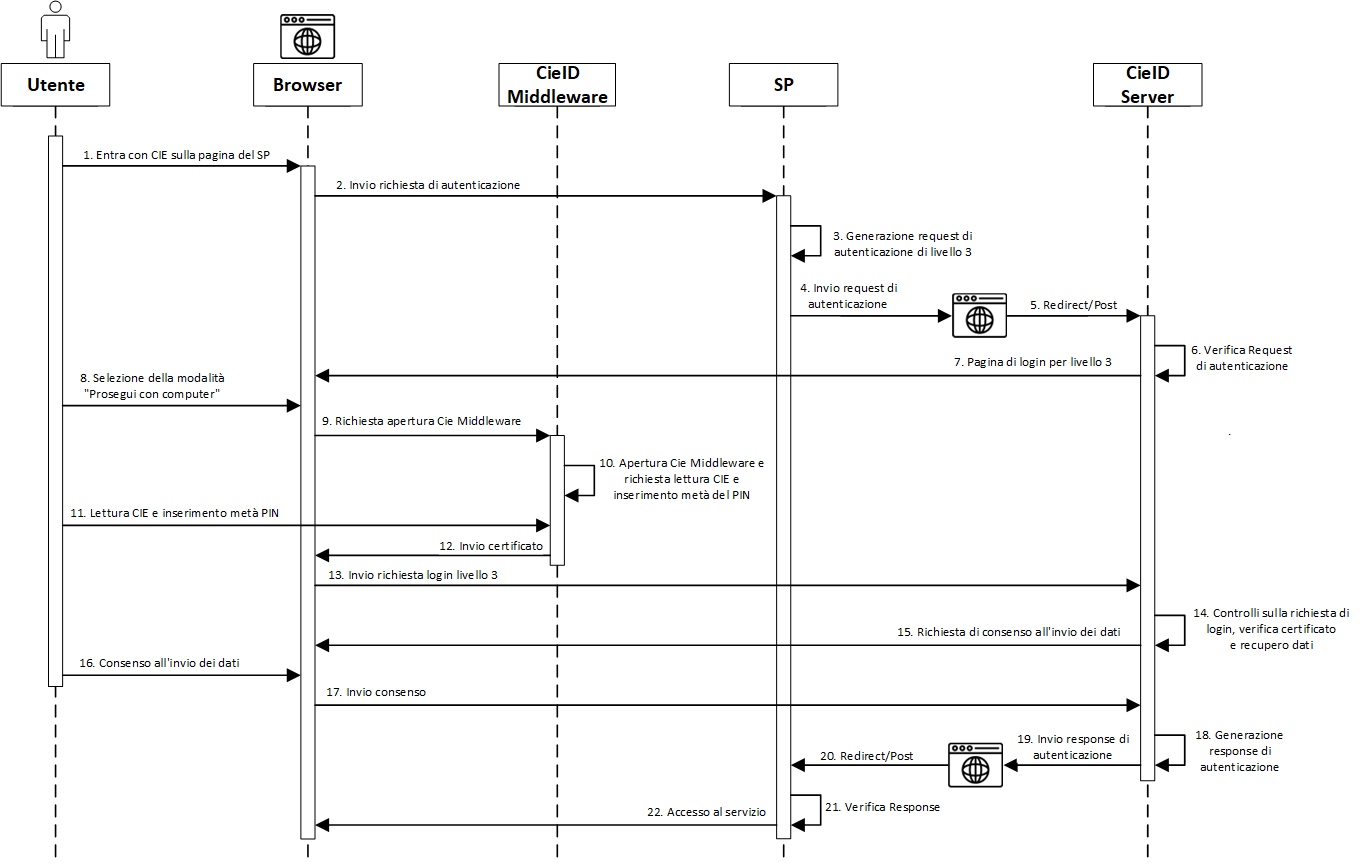 Utente
Browser
CieID
Middleware
SP
CieID
Server
1. Entra con CIE sulla pagina del SP
2. Invio richiesta di autenticazione
3. Generazione request di
autenticazione di livello 3
4. Invio request di
autenticazione
5. Redirect/Post
6. Verifica Request
di autenticazione
7. Pagina di login per livello 3
8. Selezione della modalità
"Prosegui con computer"
9. Richiesta apertura Cie Middleware
10. Apertura Cie Middleware e
richiesta lettura CIE e
inserimento metà del PIN
11. Lettura CIE e inserimento metà PIN
12. Invio certificato
13. Invio richiesta login livello 3
14. Controlli sulla richiesta di
login, verifica certificato
e recupero dati
15. Richiesta di consenso all'invio dei dati
16. Consenso all'invio dei dati
17. Invio consenso
18. Generazione
response di
autenticazione
19. Invio response di
autenticazione
20. Redirect/Post
21. Verifica Response
22. Accesso al servizio